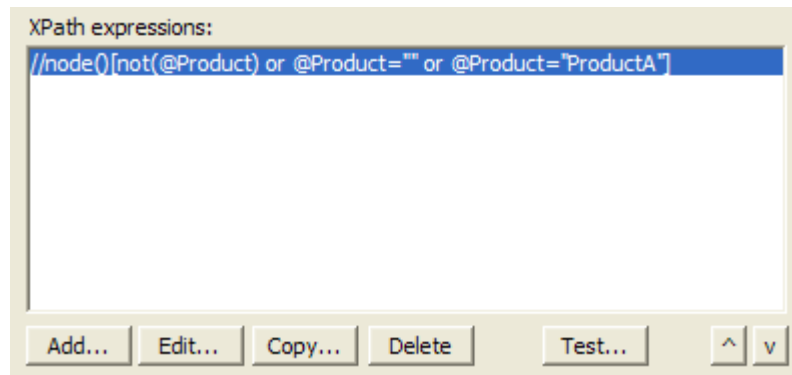 XPath expressions:
//node()[not(@Product) or @Product="" or @Product="ProductA"]
Add... Edit... Copy... Delete Test... ^ v